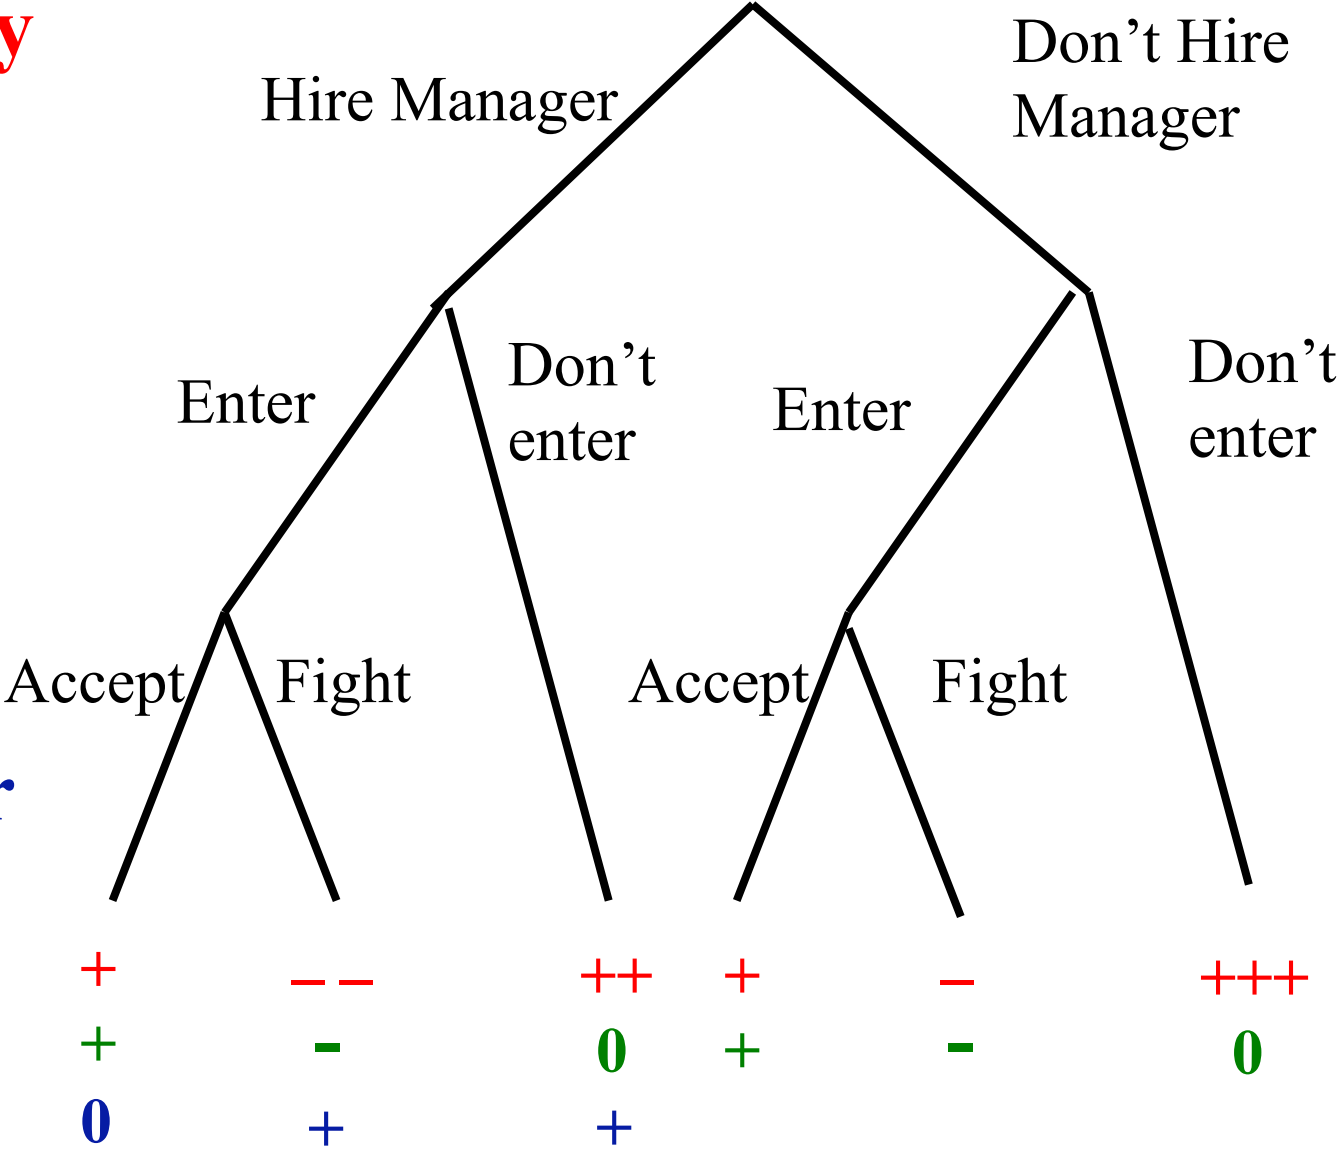 y
Don’t Hire
Manager
Hire Manager
Don’t
enter
Don’t
enter
Enter
Enter
Accept
Fight
Accept
Fight
r
+ – – ++ + – +++
+ - 0 + - 0
0 + +